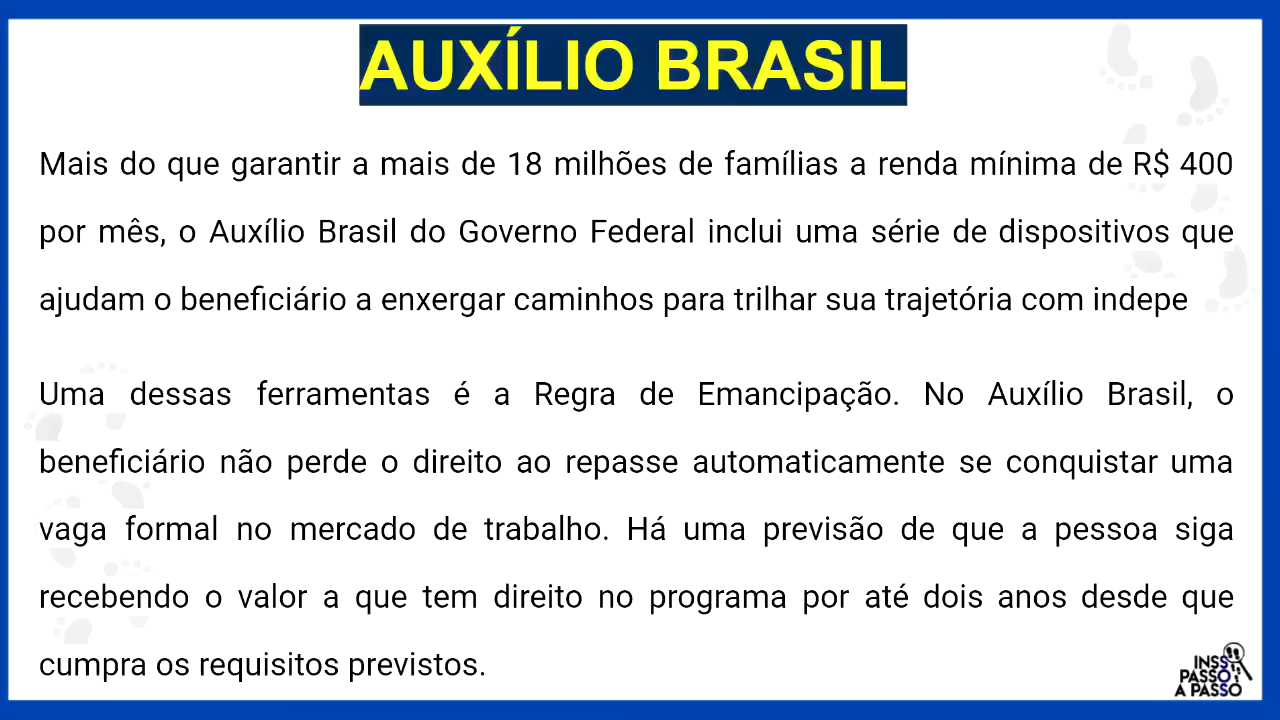 AUXÍLIO BRASIL
Mais do que garantir a mais de 18 milhões de famílias a renda mínima de R$ 400
por mês, o Auxílio Brasil do Governo Federal inclui uma série de dispositivos que
ajudam o beneficiário a enxergar caminhos para trilhar sua trajetória com indepe
Uma dessas ferramentas é a Regra de Emancipação. No Auxílio Brasil, o
beneficiário não perde o direito ao repasse automaticamente se conquistar uma
vaga formal no mercado de trabalho. Há uma previsão de que a pessoa siga
recebendo o valor a que tem direito no programa por até dois anos desde que
cumpra os requisitos previstos.
INSS
PASSO
A PASSO